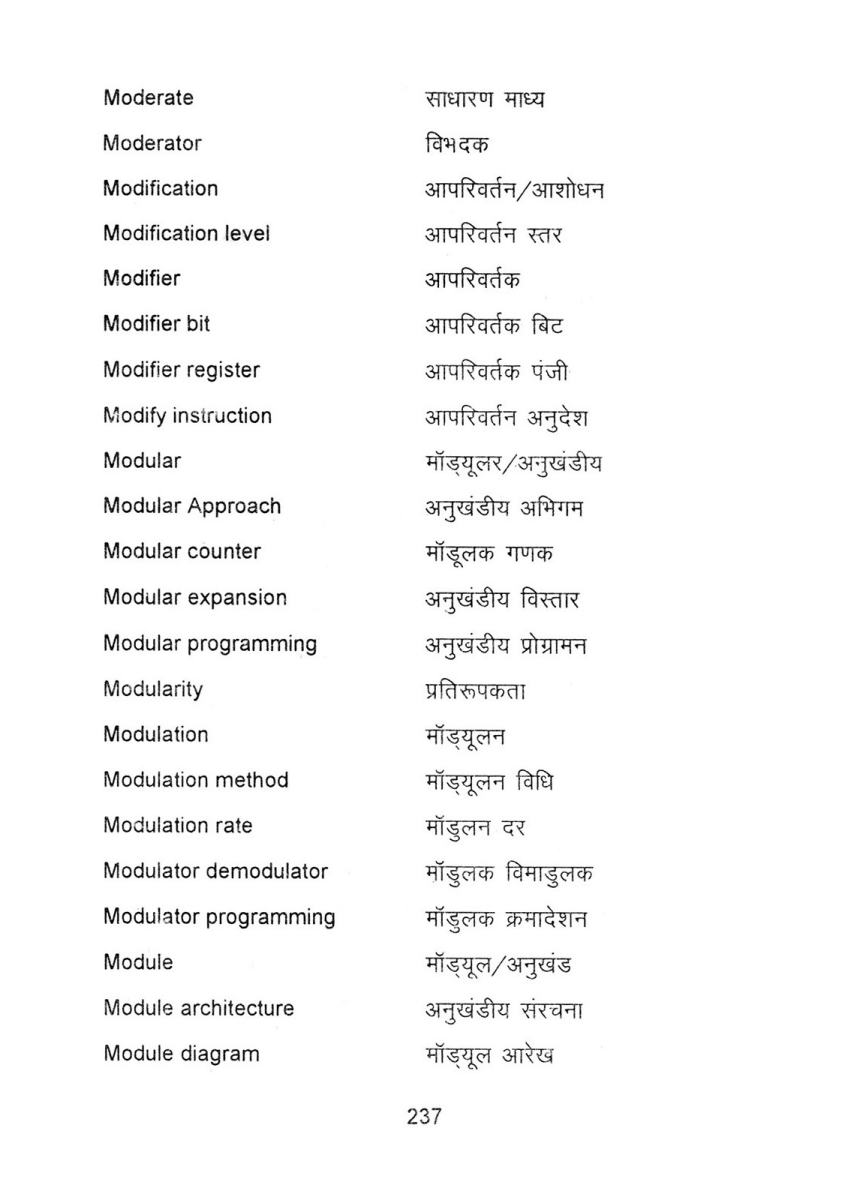 Moderate साधारण माध्य
Moderator विभदक
Modification आपरिवर्तन/आशोधन
Modification level आपरिवर्तन स्तर
Modifier आपरिवर्तक
Modifier bit आपरिवर्तक बिट
Modifier register आपरिवर्तक पंजी
Modify instruction आपरिवर्तन अनुदेश
Modular मॉड्यूलर/अनुखंडीय
Modular Approach अनुखंडीय अभिगम
Modular counter मॉडूलक गणक
Modular expansion अनुखंडीय विस्तार
Modular programming अनुखंडीय प्रोग्रामन
Modularity प्रतिरूपकता
Modulation मॉड्यूलन
Modulation method मॉड्यूलन विधि
Modulation rate मॉडुलन दर
Modulator demodulator मॉडुलक विमाडुलक
Modulator programming मॉडुलक क्रमादेशन
Module मॉड्यूल/अनुखंड
Module architecture अनुखंडीय संरचना
Module diagram मॉड्यूल आरेख
237